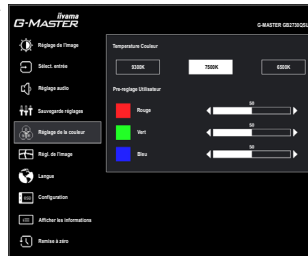 iiyama
G-MASTER
G-MASTER GB2730QSU
Réglage de l'image
Sélect. entrée
Réglage audio
Sauvegarde réglages
Réglage de la couleur
Régl. de l'image
Langue
Configuration
Afficher les informations
Remise à zéro
Temperature Couleur
9300K
7500K
6500K
Pre-reglage Utilisateur
Rouge
50
Vert
50
Bleu
50